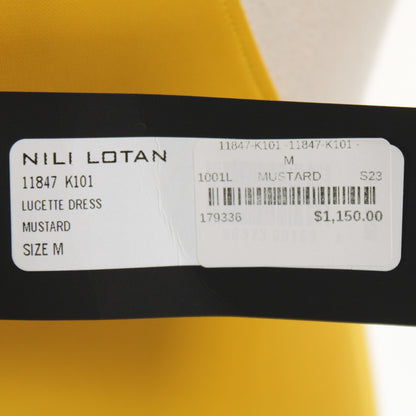 NILI LOTAN
11847 K101
LUCETTE DRESS
MUSTARD
SIZE M
11847-K101 -11847-K101 -
M
1001L MUSTARD S23
179336 $1,150.00